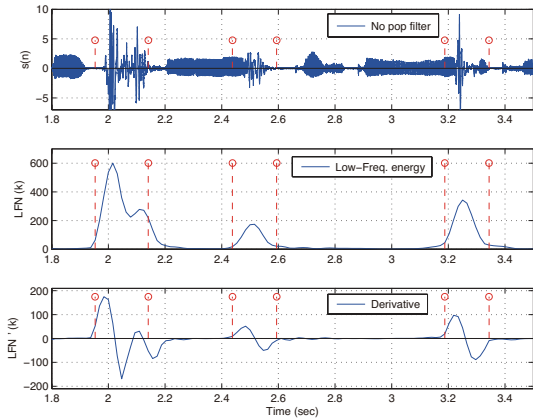 10
5
0
−5
s(n)
No pop filter
1.8 2 2.2 2.4 2.6 2.8 3 3.2 3.4
600
400
200
0
LFN (k)
Low−Freq. energy
1.8 2 2.2 2.4 2.6 2.8 3 3.2 3.4
200
100
0
−100
−200
LFN '(k)
Derivative
1.8 2 2.2 2.4 2.6 2.8 3 3.2 3.4
Time (sec)